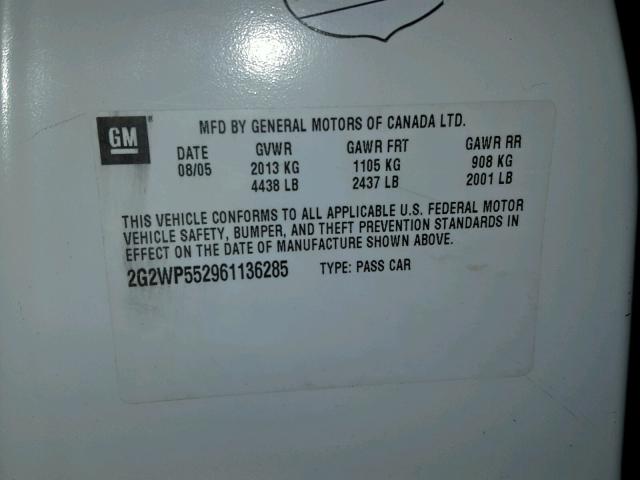 GM
MFD BY GENERAL MOTORS OF CANADA LTD.
DATE GVWR GAWR FRT GAWR RR
08/05 2013 KG 1105 KG 908 KG
4438 LB 2437 LB 2001 LB
THIS VEHICLE CONFORMS TO ALL APPLICABLE U.S. FEDERAL MOTOR
VEHICLE SAFETY, BUMPER, AND THEFT PREVENTION STANDARDS IN
EFFECT ON THE DATE OF MANUFACTURE SHOWN ABOVE.
2G2WP552961136285 TYPE: PASS CAR